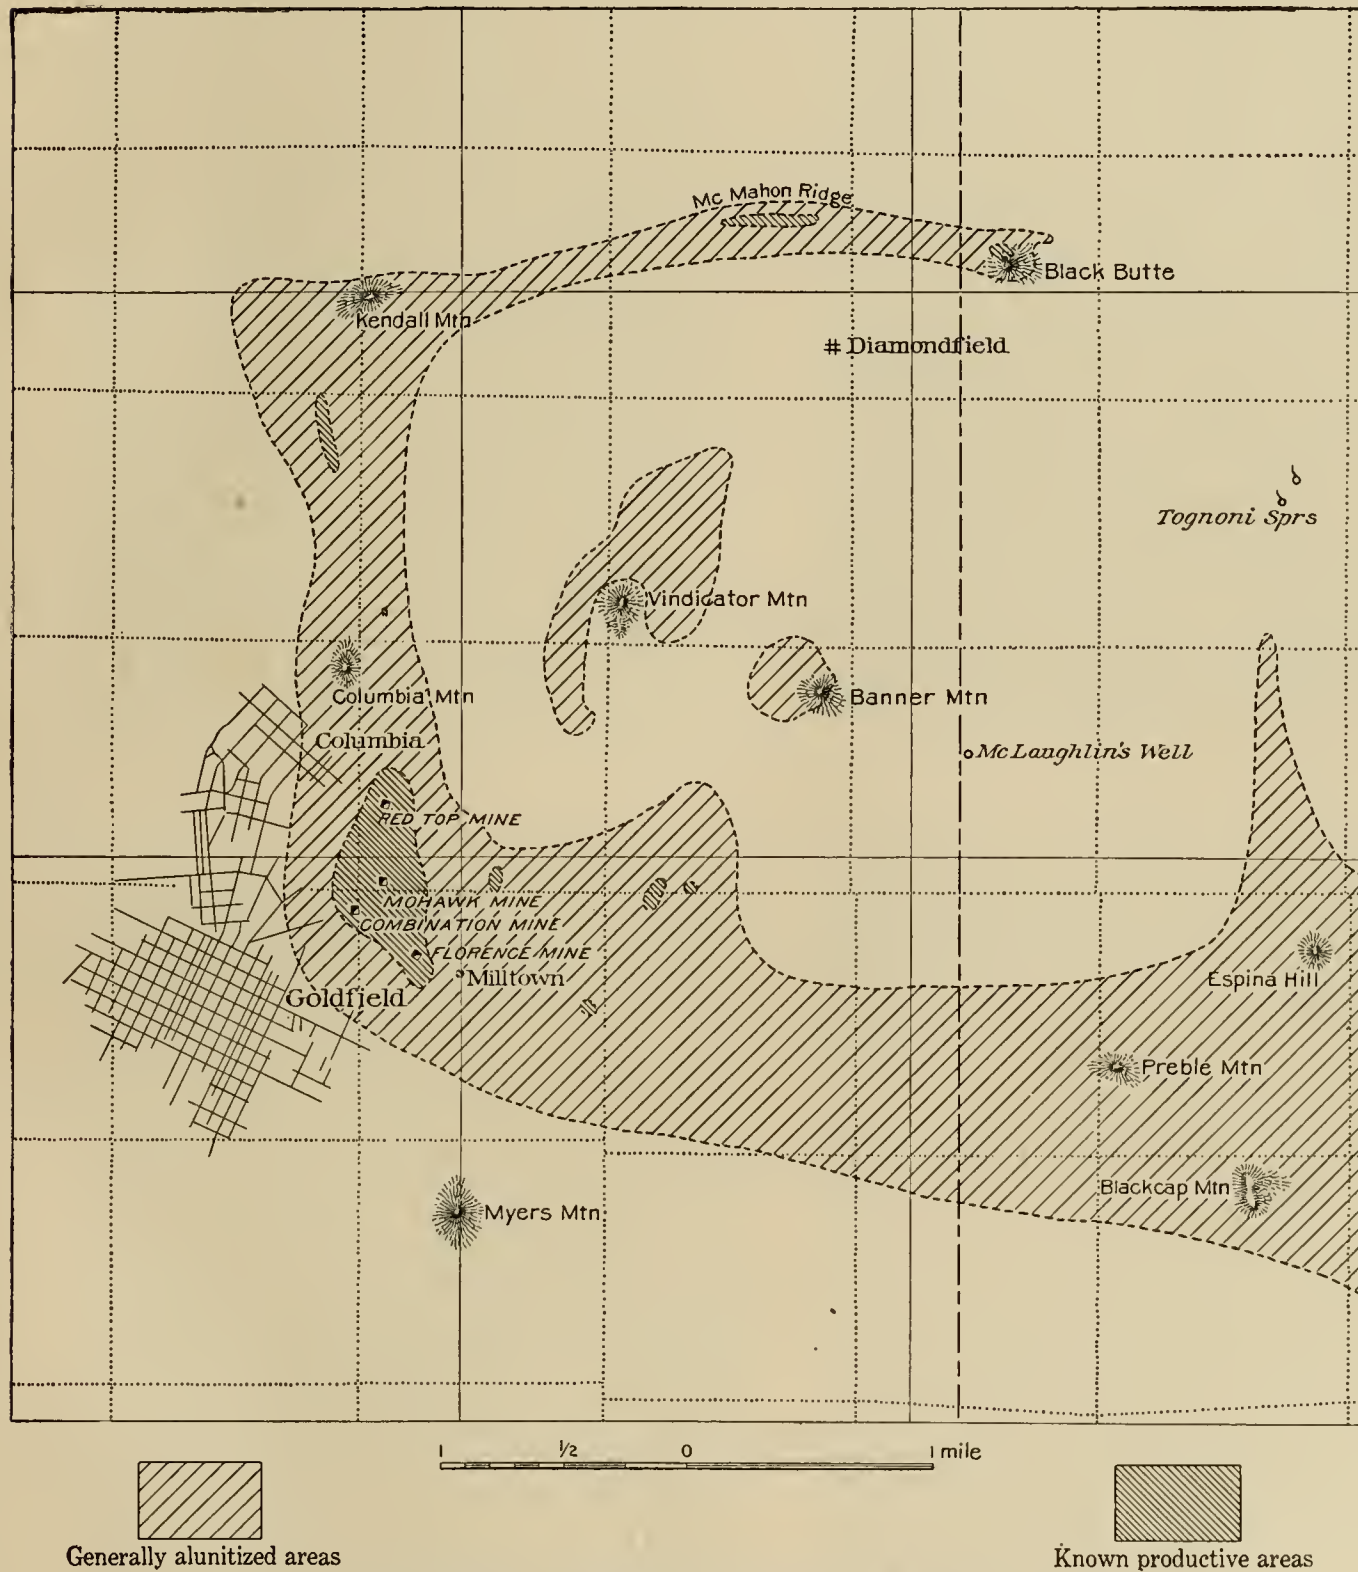 Mc Mahon Ridge
Black Butte
Kendall Mtn
# Diamondfield
Tognoni Sprs
Vindicator Mtn
Columbia Mtn
Banner Mtn
Columbia
McLaughlin's Well
RED TOP MINE
MOHAWK MINE
COMBINATION MINE
FLORENCE MINE
Milltown
Espina Hill
Goldfield
Preble Mtn
Blackcap Mtn
Myers Mtn
1 1/2 0 1 mile
Generally alunitized areas
Known productive areas